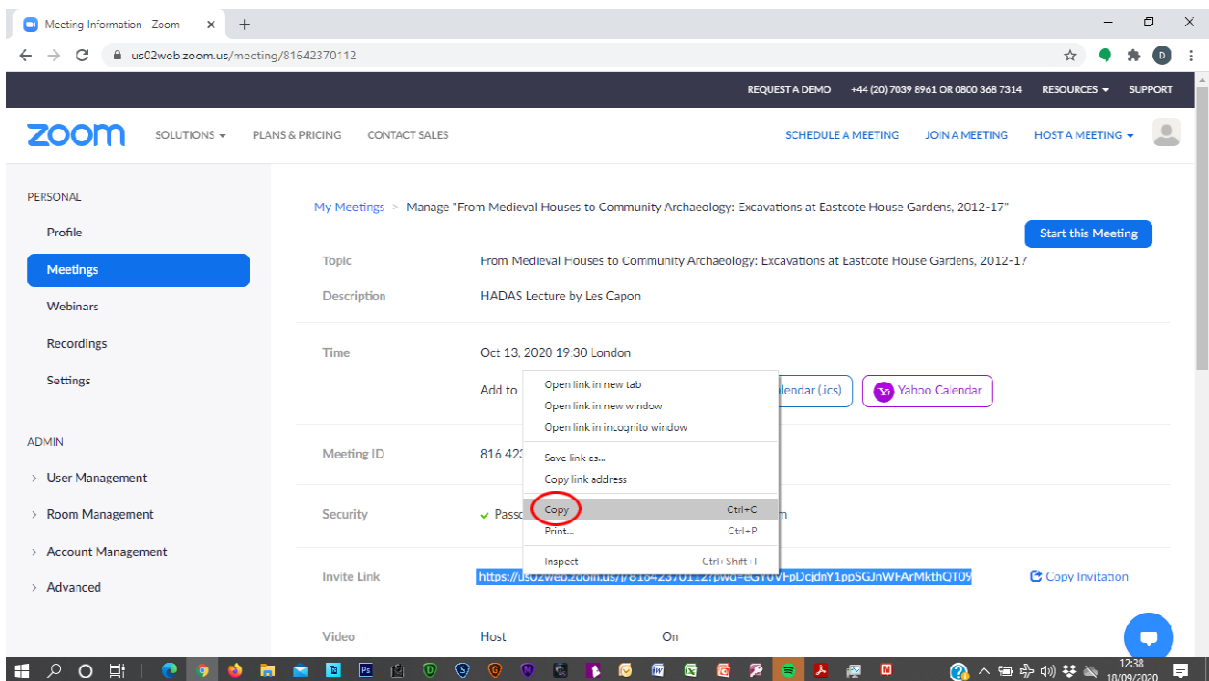 Meeting Information - Zoom
us02web.zoom.us/meeting/81642370112
REQUEST A DEMO +44 (20) 7039 8961 OR 0800 368 7314 RESOURCES SUPPORT
zoom SOLUTIONS PLANS & PRICING CONTACT SALES SCHEDULE A MEETING JOIN A MEETING HOST A MEETING
PERSONAL
Profile
Meetings
Webinars
Recordings
Settings
ADMIN
User Management
Room Management
Account Management
Advanced
My Meetings > Manage "From Medieval Houses to Community Archaeology: Excavations at Eastcote House Gardens, 2012-17"
Start this Meeting
Topic From Medieval Houses to Community Archaeology: Excavations at Eastcote House Gardens, 2012-17
Description HADAS Lecture by Les Capon
Time Oct 13, 2020 19:30 London
Add to lendar (.ics) Yahoo Calendar
Meeting ID 816 423
Security Passc
Invite Link Copy Invitation
Video Host On
Open link in new tab
Open link in new window
Open link in incognito window
Save link as...
Copy link address
Copy Ctrl+C
Print... Ctrl+P
Inspect Ctrl+Shift+I
12:38
18/09/2020